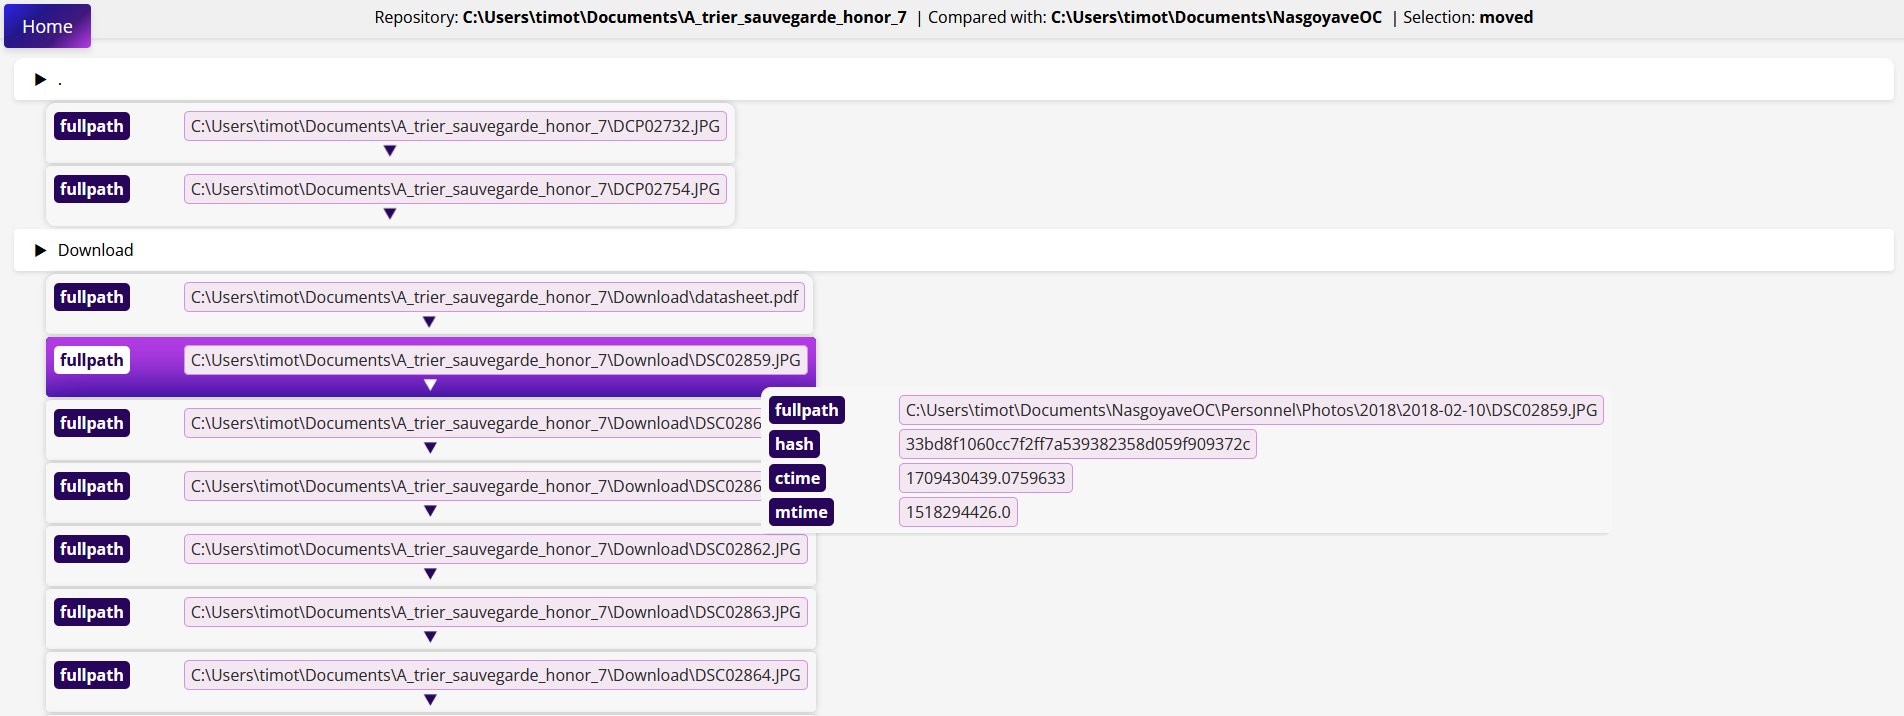 Home
Repository: C:\Users\timot\Documents\A_trier_sauvegarde_honor_7 | Compared with: C:\Users\timot\Documents\NasgoyaveOC | Selection: moved
.
fullpath C:\Users\timot\Documents\A_trier_sauvegarde_honor_7\DCP02732.JPG
fullpath C:\Users\timot\Documents\A_trier_sauvegarde_honor_7\DCP02754.JPG
Download
fullpath C:\Users\timot\Documents\A_trier_sauvegarde_honor_7\Download\datasheet.pdf
fullpath C:\Users\timot\Documents\A_trier_sauvegarde_honor_7\Download\DSC02859.JPG
fullpath C:\Users\timot\Documents\NasgoyaveOC\Personnel\Photos\2018\2018-02-10\DSC02859.JPG
hash 33bd8f1060cc7f2ff7a539382358d059f909372c
ctime 1709430439.0759633
mtime 1518294426.0
fullpath C:\Users\timot\Documents\A_trier_sauvegarde_honor_7\Download\DSC0286
fullpath C:\Users\timot\Documents\A_trier_sauvegarde_honor_7\Download\DSC0286
fullpath C:\Users\timot\Documents\A_trier_sauvegarde_honor_7\Download\DSC02862.JPG
fullpath C:\Users\timot\Documents\A_trier_sauvegarde_honor_7\Download\DSC02863.JPG
fullpath C:\Users\timot\Documents\A_trier_sauvegarde_honor_7\Download\DSC02864.JPG